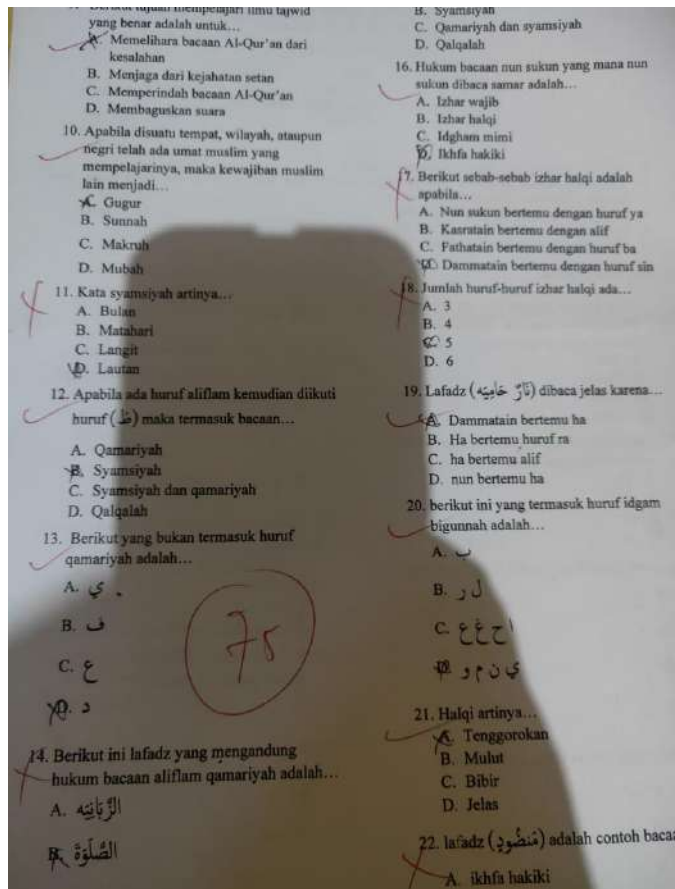 yang benar adalah untuk...
A. Memelihara bacaan Al-Qur'an dari
kesalahan
B. Menjaga dari kejahatan setan
C. Memperindah bacaan Al-Qur'an
D. Membaguskan suara
10. Apabila disuatu tempat, wilayah, ataupun
negri telah ada umat muslim yang
mempelajarinya, maka kewajiban muslim
lain menjadi...
A. Gugur
B. Sunnah
C. Makruh
D. Mubah
11. Kata syamsiyah artinya...
A. Bulan
B. Matahari
C. Langit
D. Lautan
12. Apabila ada huruf aliflam kemudian diikuti
huruf (ظ) maka termasuk bacaan...
A. Qamariyah
B. Syamsiyah
C. Syamsiyah dan qamariyah
D. Qalqalah
13. Berikut yang bukan termasuk huruf
qamariyah adalah...
A. ي
B. ف
C. ع
D. د
75
14. Berikut ini lafadz yang mengandung
hukum bacaan aliflam qamariyah adalah...
A. الزَّبَانِيَه
B. الصَّلَوٰةَ
B. Syamsiyah
C. Qamariyah dan syamsiyah
D. Qalqalah
16. Hukum bacaan nun sukun yang mana nun
sukun dibaca samar adalah...
A. Izhar wajib
B. Izhar halqi
C. Idgham mimi
D. Ikhfa hakiki
17. Berikut sebab-sebab izhar halqi adalah
apabila...
A. Nun sukun bertemu dengan huruf ya
B. Kasratain bertemu dengan alif
C. Fathatain bertemu dengan huruf ba
D. Dammatain bertemu dengan huruf sin
18. Jumlah huruf-huruf izhar halqi ada...
A. 3
B. 4
C. 5
D. 6
19. Lafadz (نَارٌ حَامِيَه) dibaca jelas karena...
A. Dammatain bertemu ha
B. Ha bertemu huruf ra
C. ha bertemu alif
D. nun bertemu ha
20. berikut ini yang termasuk huruf idgam
bigunnah adalah...
A. ب
B. ل ر
C. ا ح غ ع
D. ي ن م و
21. Halqi artinya...
A. Tenggorokan
B. Mulut
C. Bibir
D. Jelas
22. lafadz (مَنْضُودٍ) adalah contoh baca
A. ikhfa hakiki